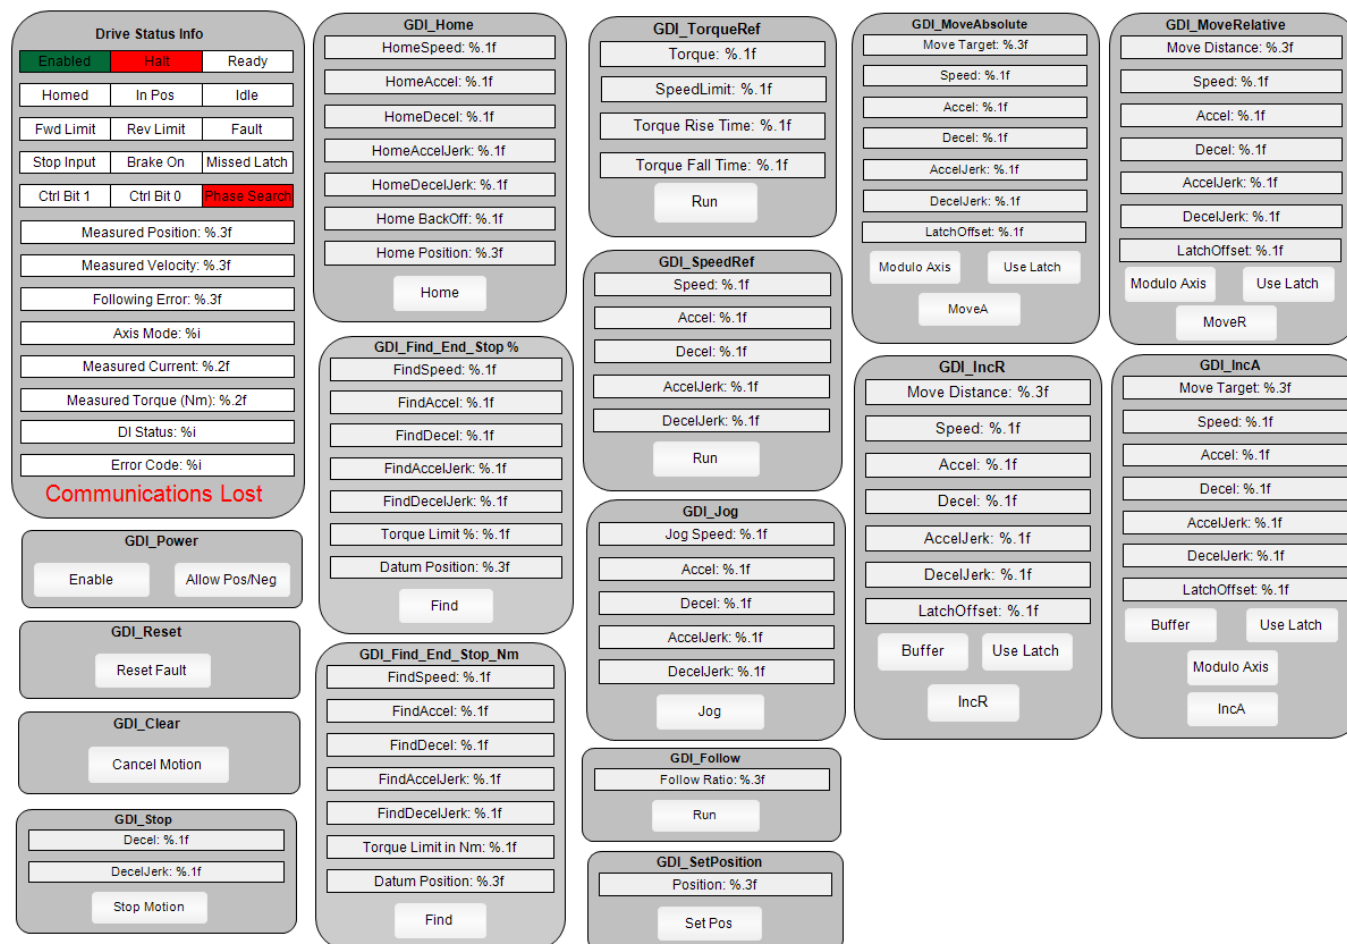 Drive Status Info
Enabled Halt Ready
Homed In Pos Idle
Fwd Limit Rev Limit Fault
Stop Input Brake On Missed Latch
Ctrl Bit 1 Ctrl Bit 0 Phase Search
Measured Position: %.3f
Measured Velocity: %.3f
Following Error: %.3f
Axis Mode: %i
Measured Current: %.2f
Measured Torque (Nm): %.2f
DI Status: %i
Error Code: %i
Communications Lost
GDI_Power
Enable Allow Pos/Neg
GDI_Reset
Reset Fault
GDI_Clear
Cancel Motion
GDI_Stop
Decel: %.1f
DecelJerk: %.1f
Stop Motion
GDI_Home
HomeSpeed: %.1f
HomeAccel: %.1f
HomeDecel: %.1f
HomeAccelJerk: %.1f
HomeDecelJerk: %.1f
Home BackOff: %.1f
Home Position: %.3f
Home
GDI_Find_End_Stop %
FindSpeed: %.1f
FindAccel: %.1f
FindDecel: %.1f
FindAccelJerk: %.1f
FindDecelJerk: %.1f
Torque Limit %: %.1f
Datum Position: %.3f
Find
GDI_Find_End_Stop_Nm
FindSpeed: %.1f
FindAccel: %.1f
FindDecel: %.1f
FindAccelJerk: %.1f
FindDecelJerk: %.1f
Torque Limit in Nm: %.1f
Datum Position: %.3f
Find
GDI_TorqueRef
Torque: %.1f
SpeedLimit: %.1f
Torque Rise Time: %.1f
Torque Fall Time: %.1f
Run
GDI_SpeedRef
Speed: %.1f
Accel: %.1f
Decel: %.1f
AccelJerk: %.1f
DecelJerk: %.1f
Run
GDI_Jog
Jog Speed: %.1f
Accel: %.1f
Decel: %.1f
AccelJerk: %.1f
DecelJerk: %.1f
Jog
GDI_Follow
Follow Ratio: %.3f
Run
GDI_SetPosition
Position: %.3f
Set Pos
GDI_MoveAbsolute
Move Target: %.3f
Speed: %.1f
Accel: %.1f
Decel: %.1f
AccelJerk: %.1f
DecelJerk: %.1f
LatchOffset: %.1f
Modulo Axis Use Latch
MoveA
GDI_IncR
Move Distance: %.3f
Speed: %.1f
Accel: %.1f
Decel: %.1f
AccelJerk: %.1f
DecelJerk: %.1f
LatchOffset: %.1f
Buffer Use Latch
IncR
GDI_MoveRelative
Move Distance: %.3f
Speed: %.1f
Accel: %.1f
Decel: %.1f
AccelJerk: %.1f
DecelJerk: %.1f
LatchOffset: %.1f
Modulo Axis Use Latch
MoveR
GDI_IncA
Move Target: %.3f
Speed: %.1f
Accel: %.1f
Decel: %.1f
AccelJerk: %.1f
DecelJerk: %.1f
LatchOffset: %.1f
Buffer Use Latch
Modulo Axis
IncA